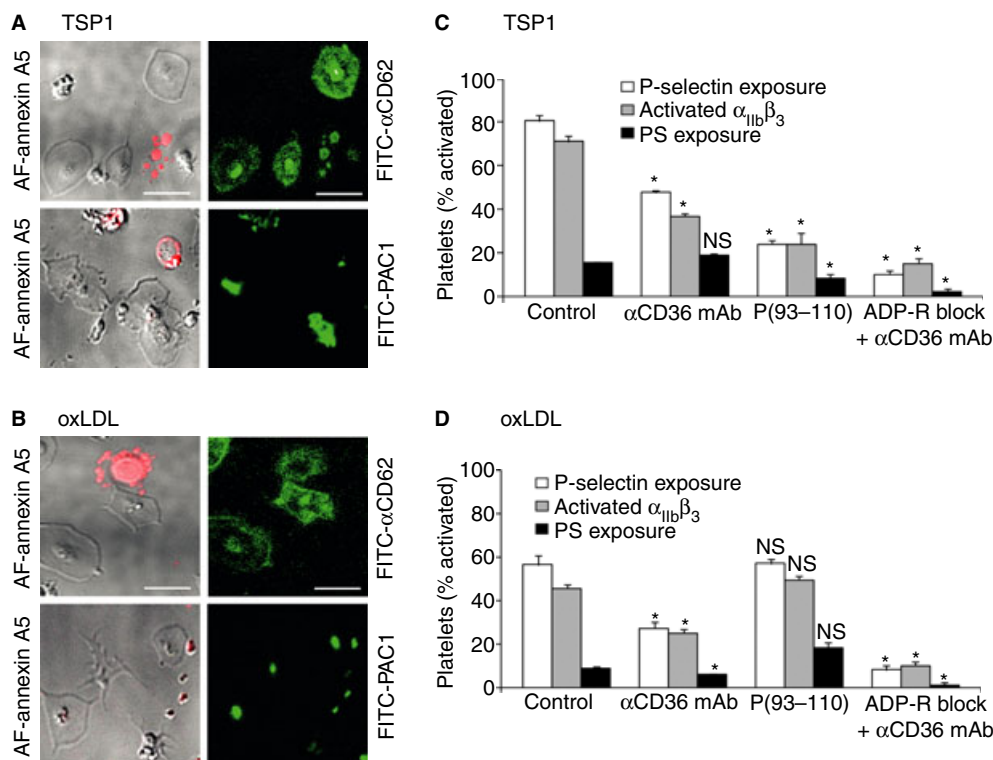 A TSP1
AF-annexin A5
FITC-αCD62
AF-annexin A5
FITC-PAC1
B oxLDL
AF-annexin A5
FITC-αCD62
AF-annexin A5
FITC-PAC1
C TSP1
Platelets (% activated)
100
80
60
40
20
0
P-selectin exposure
Activated αIIbβ3
PS exposure
* * NS * * * * * *
Control αCD36 mAb P(93–110) ADP-R block
+ αCD36 mAb
D oxLDL
Platelets (% activated)
100
80
60
40
20
0
P-selectin exposure
Activated αIIbβ3
PS exposure
* * * NS NS NS * * *
Control αCD36 mAb P(93–110) ADP-R block
+ αCD36 mAb